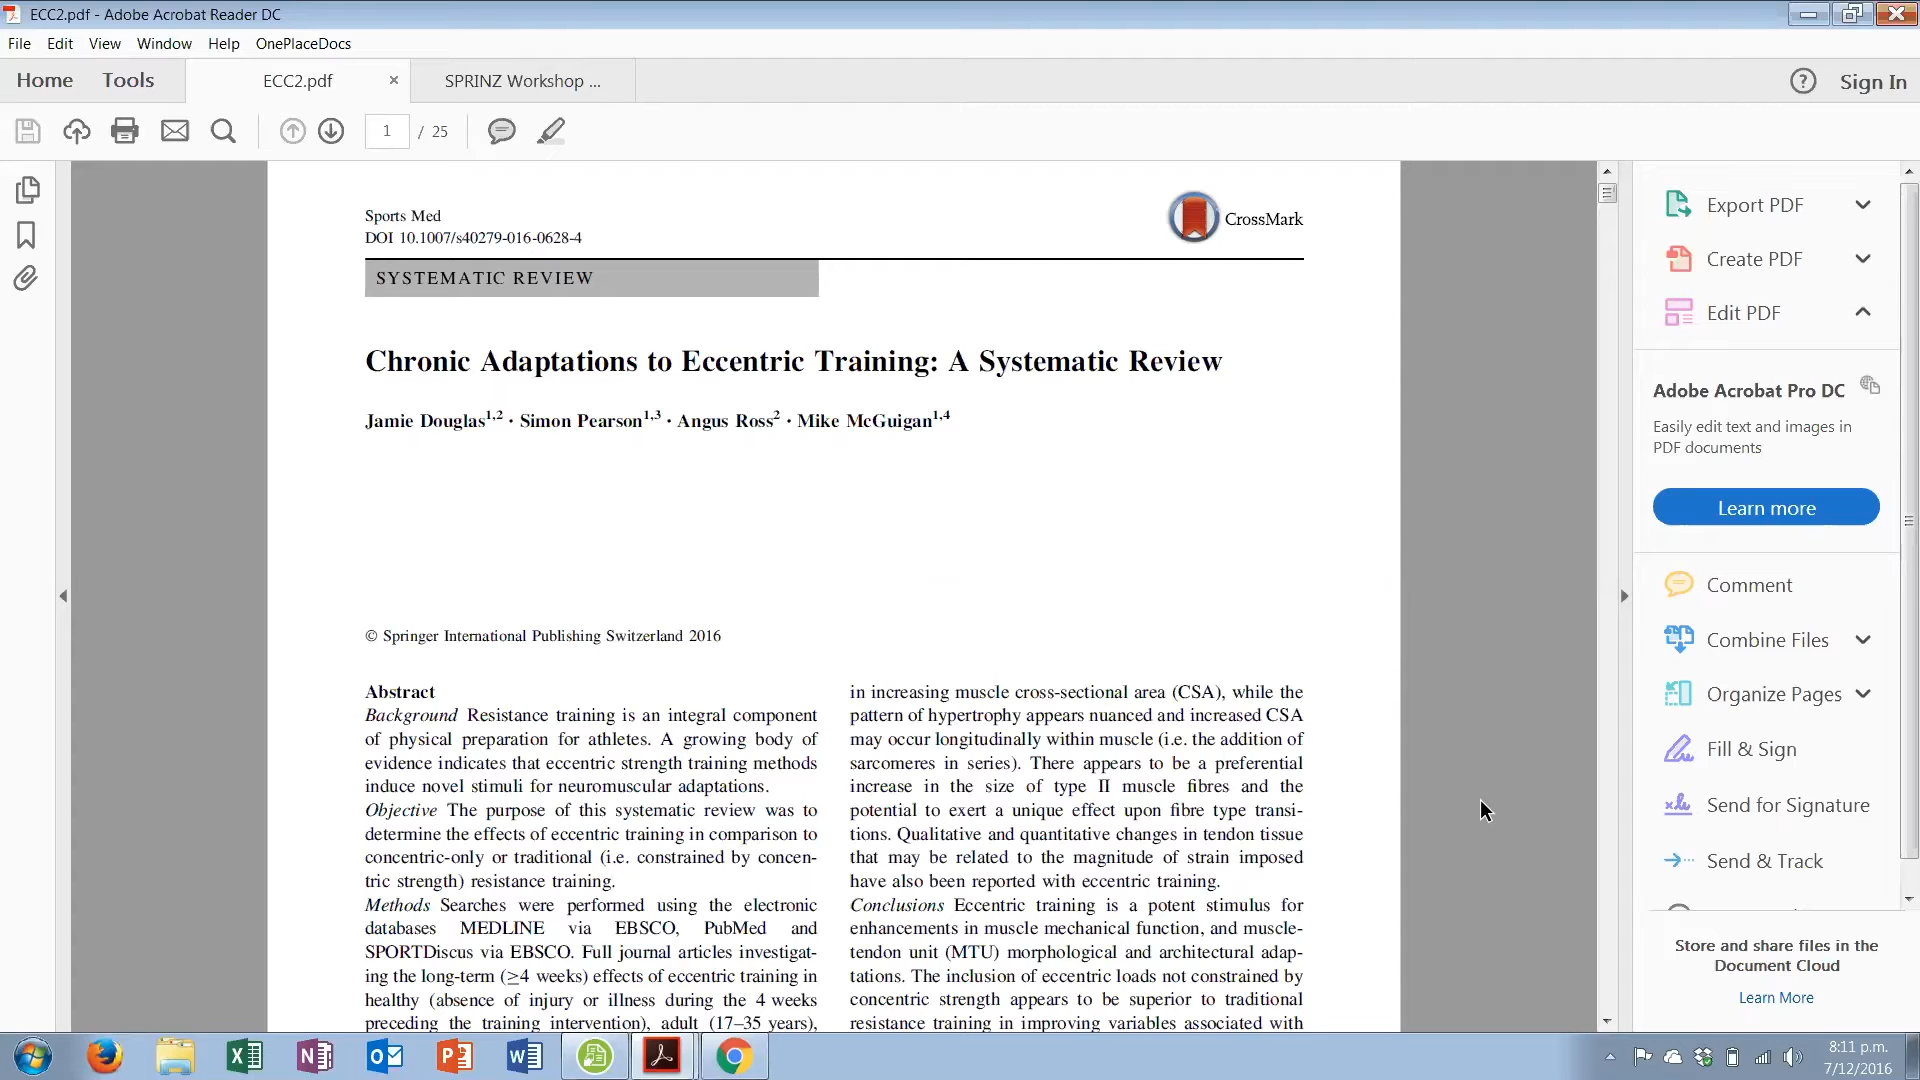 ECC2.pdf - Adobe Acrobat Reader DC
File Edit View Window Help OnePlaceDocs
Home Tools ECC2.pdf × SPRINZ Workshop ... ? Sign In
1 / 25
Sports Med
DOI 10.1007/s40279-016-0628-4
CrossMark
SYSTEMATIC REVIEW
Chronic Adaptations to Eccentric Training: A Systematic Review
Jamie Douglas1,2 · Simon Pearson1,3 · Angus Ross2 · Mike McGuigan1,4
© Springer International Publishing Switzerland 2016
Abstract
Background Resistance training is an integral component
of physical preparation for athletes. A growing body of
evidence indicates that eccentric strength training methods
induce novel stimuli for neuromuscular adaptations.
Objective The purpose of this systematic review was to
determine the effects of eccentric training in comparison to
concentric-only or traditional (i.e. constrained by concen-
tric strength) resistance training.
Methods Searches were performed using the electronic
databases MEDLINE via EBSCO, PubMed and
SPORTDiscus via EBSCO. Full journal articles investigat-
ing the long-term (≥4 weeks) effects of eccentric training in
healthy (absence of injury or illness during the 4 weeks
preceding the training intervention), adult (17–35 years),
in increasing muscle cross-sectional area (CSA), while the
pattern of hypertrophy appears nuanced and increased CSA
may occur longitudinally within muscle (i.e. the addition of
sarcomeres in series). There appears to be a preferential
increase in the size of type II muscle fibres and the
potential to exert a unique effect upon fibre type transi-
tions. Qualitative and quantitative changes in tendon tissue
that may be related to the magnitude of strain imposed
have also been reported with eccentric training.
Conclusions Eccentric training is a potent stimulus for
enhancements in muscle mechanical function, and muscle-
tendon unit (MTU) morphological and architectural adap-
tations. The inclusion of eccentric loads not constrained by
concentric strength appears to be superior to traditional
resistance training in improving variables associated with
Export PDF
Create PDF
Edit PDF
Adobe Acrobat Pro DC
Easily edit text and images in
PDF documents
Learn more
Comment
Combine Files
Organize Pages
Fill & Sign
Send for Signature
Send & Track
Store and share files in the
Document Cloud
Learn More
8:11 p.m.
7/12/2016